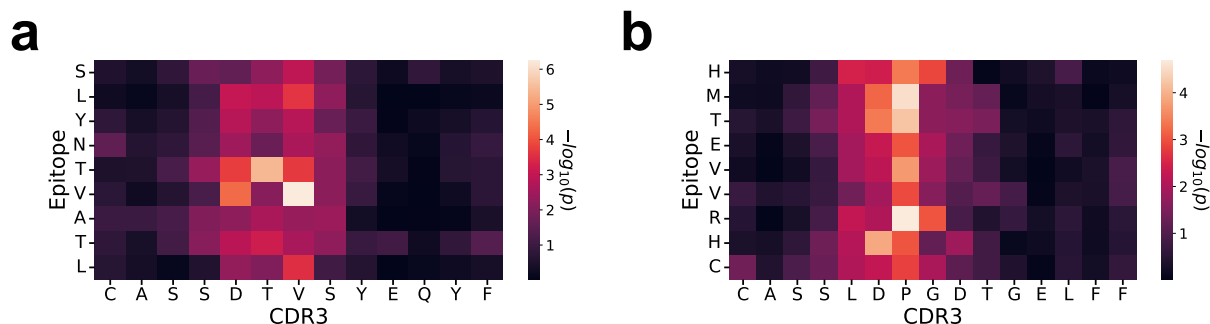 a
b
Epitope
S
L
Y
N
T
V
A
T
L
C A S S D T V S Y E Q Y F
CDR3
6
5
4
3
2
1
−log₁₀(p)
Epitope
H
M
T
E
V
V
R
H
C
C A S S L D P G D T G E L F F
CDR3
4
3
2
1
−log₁₀(p)